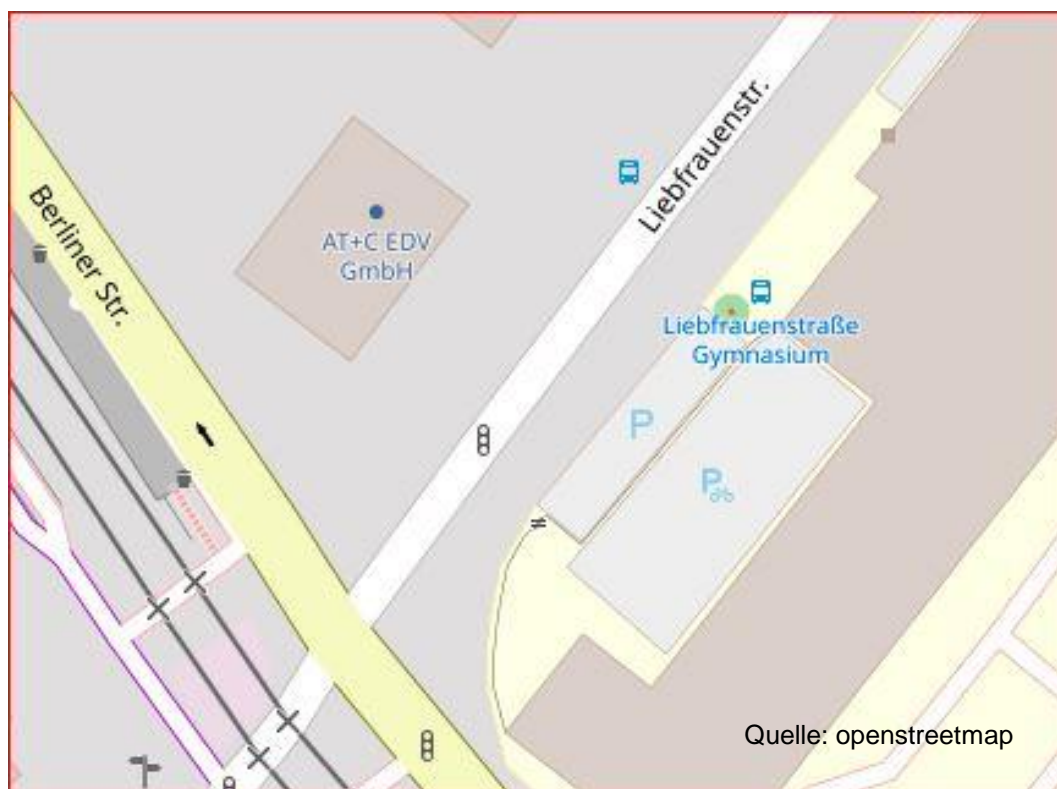 Liebfrauenstr.
Berliner Str.
AT+C EDV
GmbH
Liebfrauenstraße
Gymnasium
P
P
Quelle: openstreetmap